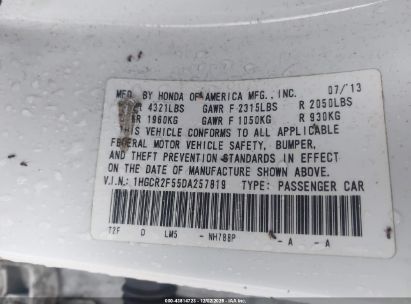 MFD. BY HONDA OF AMERICA MFG., INC. 07/13
4321LBS GAWR F 2315LBS R 2050LBS
1960KG GAWR F 1050KG R 930KG
THIS VEHICLE CONFORMS TO ALL APPLICABLE
FEDERAL MOTOR VEHICLE SAFETY, BUMPER,
AND THEFT PREVENTION STANDARDS IN EFFECT
ON THE DATE OF MANUFACTURE SHOWN ABOVE.
V.I.N.: 1HGCR2F55DA257819 TYPE: PASSENGER CAR
T2F D LM5 - NH788P - A - A